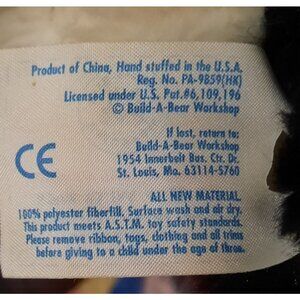 Product of China, Hand stuffed in the U.S.A.
Reg. No. PA-9859(HK)
Licensed under U.S. Pat.#6,109,196
© Build-A-Bear Workshop
If lost, return to:
Build-A-Bear Workshop
1954 Innerbelt Bus. Ctr. Dr.
St. Louis, Mo. 63114-5760
CE
ALL NEW MATERIAL.
100% polyester fiberfill. Surface wash and air dry.
This product meets A.S.T.M. toy safety standards.
Please remove ribbon, tags, clothing and all trims
before giving to a child under the age of three.